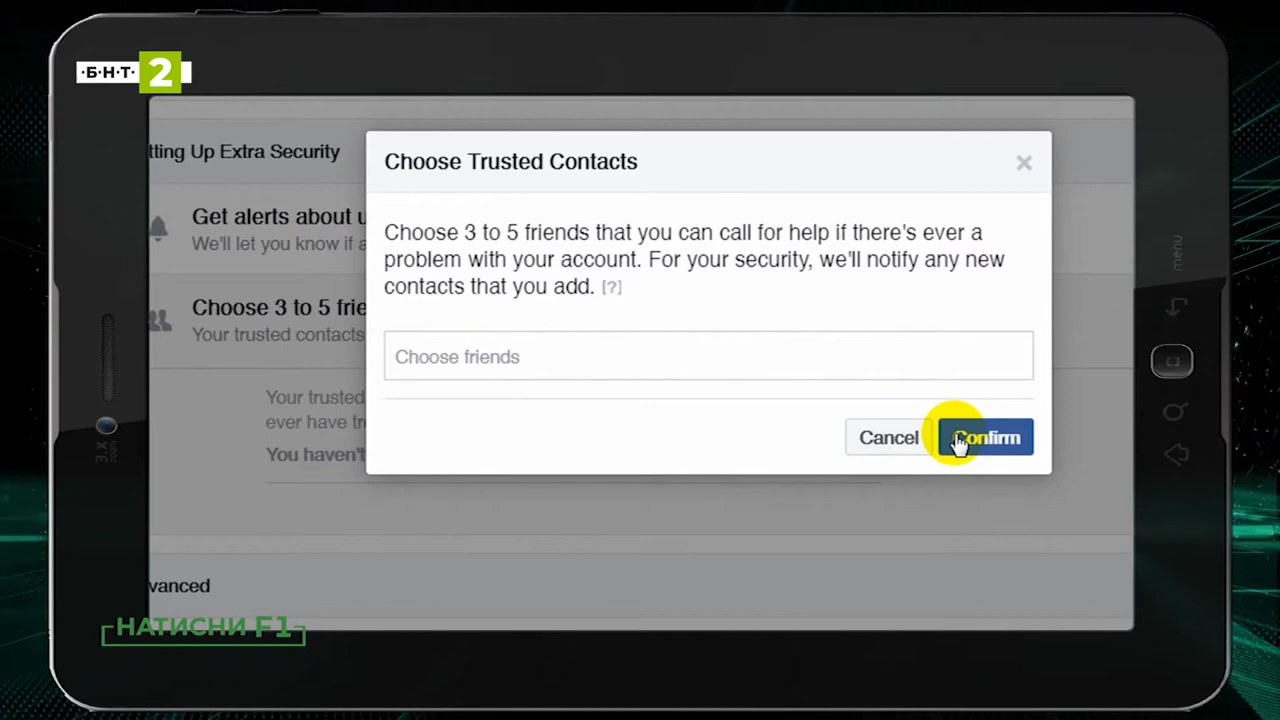 ·Б·Н·Т· 2
tting Up Extra Security
Choose Trusted Contacts
Get alerts about u
We'll let you know if a
Choose 3 to 5 friends that you can call for help if there's ever a
problem with your account. For your security, we'll notify any new
contacts that you add. [?]
Choose 3 to 5 frie
Your trusted contacts
Choose friends
Your trusted
ever have tr
You haven't
Cancel
Confirm
vanced
НАТИСНИ F1
menu
3.2
zoom